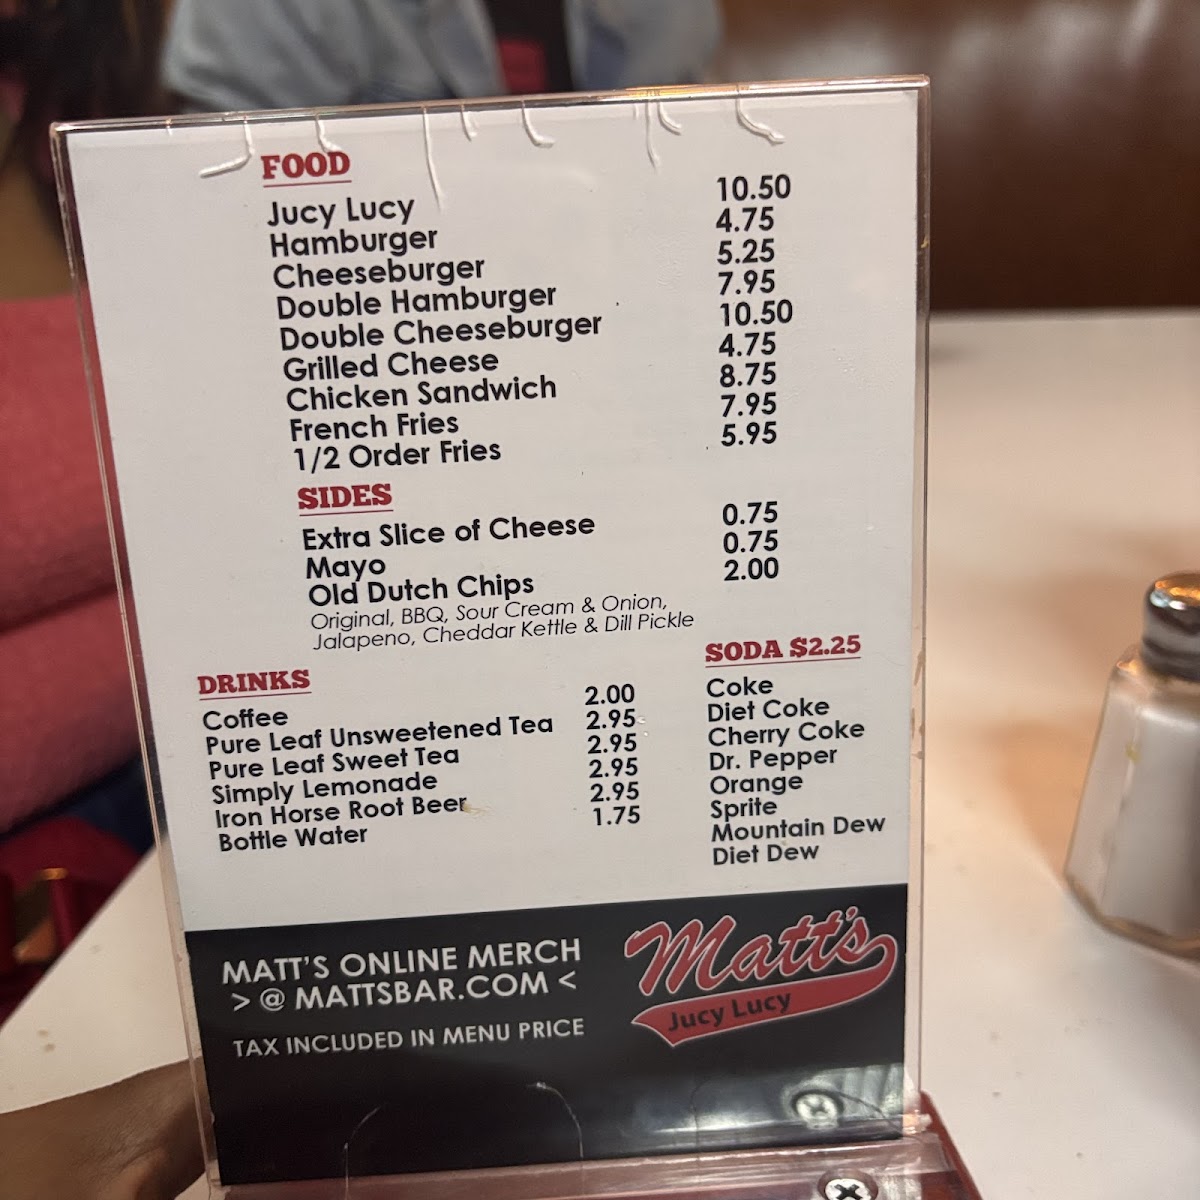 FOOD
Jucy Lucy 10.50
Hamburger 4.75
Cheeseburger 5.25
Double Hamburger 7.95
Double Cheeseburger 10.50
Grilled Cheese 4.75
Chicken Sandwich 8.75
French Fries 7.95
1/2 Order Fries 5.95
SIDES
Extra Slice of Cheese 0.75
Mayo 0.75
Old Dutch Chips 2.00
Original, BBQ, Sour Cream & Onion,
Jalapeno, Cheddar Kettle & Dill Pickle
DRINKS
Coffee 2.00
Pure Leaf Unsweetened Tea 2.95
Pure Leaf Sweet Tea 2.95
Simply Lemonade 2.95
Iron Horse Root Beer 2.95
Bottle Water 1.75
SODA $2.25
Coke
Diet Coke
Cherry Coke
Dr. Pepper
Orange
Sprite
Mountain Dew
Diet Dew
MATT'S ONLINE MERCH
> @ MATTSBAR.COM <
TAX INCLUDED IN MENU PRICE
Matt's
Jucy Lucy